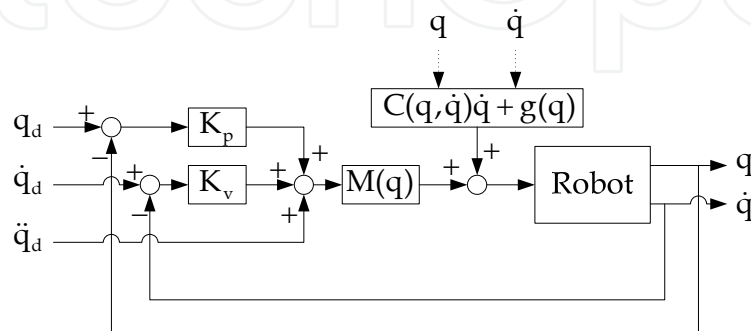 q q̇
C(q,q̇)q̇ + g(q)
q_d + K_p + +
− + K_v + M(q) + Robot q
q̇_d − + q̇
q̈_d